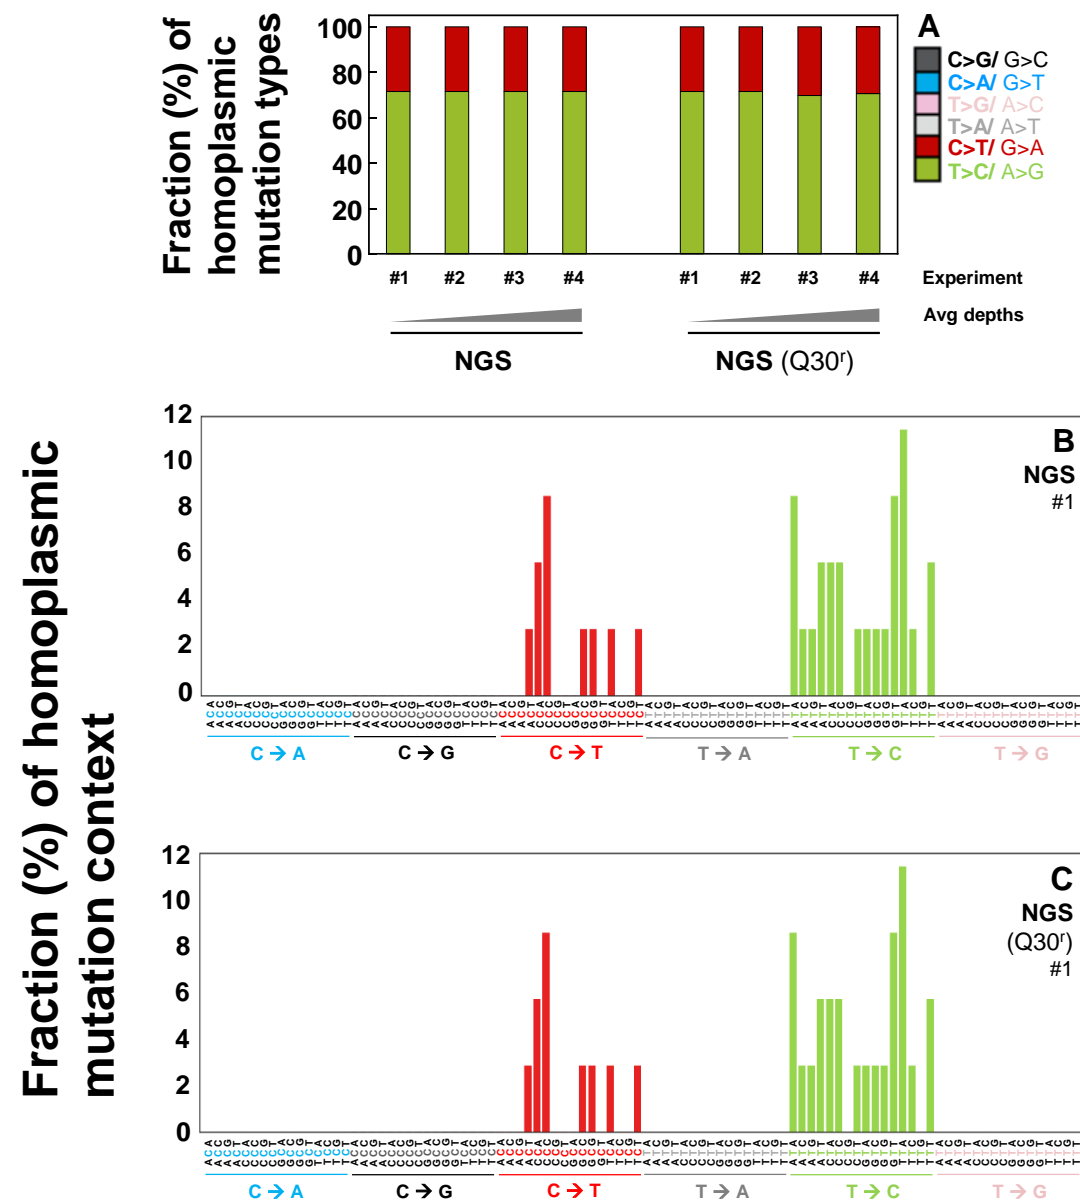 Fraction (%) of
homoplasmic
mutation types
100
80
60
40
20
0
A
C>G/ G>C
C>A/ G>T
T>G/ A>C
T>A/ A>T
C>T/ G>A
T>C/ A>G
#1 #2 #3 #4 #1 #2 #3 #4 Experiment
Avg depths
NGS NGS (Q30r)
Fraction (%) of homoplasmic
mutation context
12
10
8
6
4
2
0
B
NGS
#1
C → A C → G C → T T → A T → C T → G
12
10
8
6
4
2
0
C
NGS
(Q30r)
#1
C → A C → G C → T T → A T → C T → G